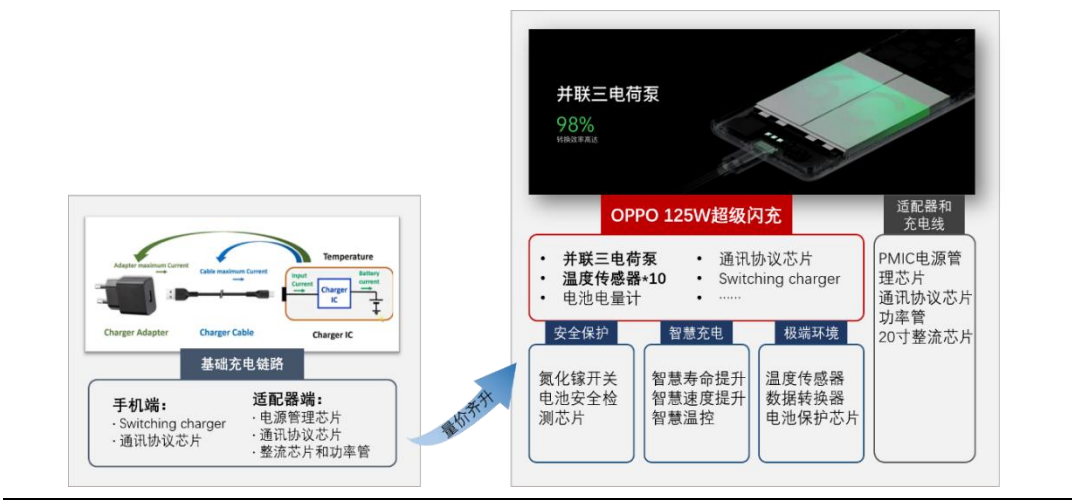 Adapter maximum Current
Cable maximum Current
Temperature
Input
Current
Battery
current
Charger
IC
Charger Adapter
Charger Cable
Charger IC
基础充电链路
手机端：
· Switching charger
· 通讯协议芯片
适配器端：
· 电源管理芯片
· 通讯协议芯片
· 整流芯片和功率管
量价齐升
并联三电荷泵
98%
转换效率高达
OPPO 125W超级闪充
• 并联三电荷泵
• 温度传感器*10
• 电池电量计
• 通讯协议芯片
• Switching charger
• ……
安全保护
氮化镓开关
电池安全检
测芯片
智慧充电
智慧寿命提升
智慧速度提升
智慧温控
极端环境
温度传感器
数据转换器
电池保护芯片
适配器和
充电线
PMIC电源管
理芯片
通讯协议芯片
功率管
20寸整流芯片